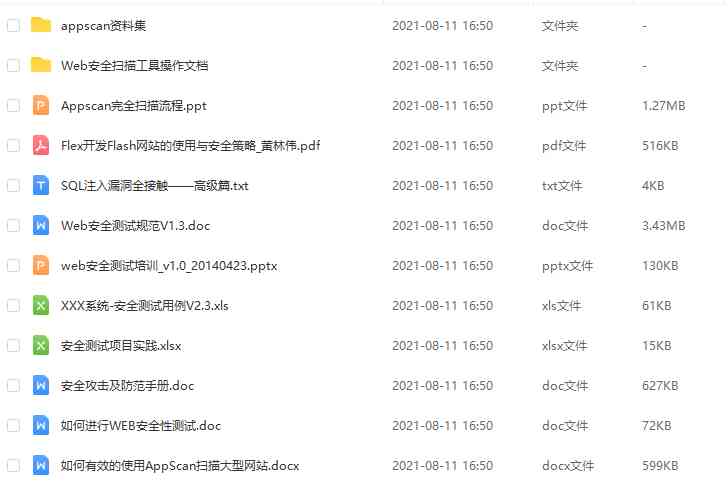 appscan资料集 2021-08-11 16:50 文件夹 -
Web安全扫描工具操作文档 2021-08-11 16:50 文件夹 -
P Appscan完全扫描流程.ppt 2021-08-11 16:50 ppt文件 1.27MB
Flex开发Flash网站的使用与安全策略_黄林伟.pdf 2021-08-11 16:50 pdf文件 516KB
T SQL注入漏洞全接触——高级篇.txt 2021-08-11 16:50 txt文件 4KB
W Web安全测试规范V1.3.doc 2021-08-11 16:50 doc文件 3.43MB
P web安全测试培训_v1.0_20140423.pptx 2021-08-11 16:50 pptx文件 130KB
X XXX系统-安全测试用例V2.3.xls 2021-08-11 16:50 xls文件 61KB
X 安全测试项目实践.xlsx 2021-08-11 16:50 xlsx文件 15KB
W 安全攻击及防范手册.doc 2021-08-11 16:50 doc文件 627KB
W 如何进行WEB安全性测试.doc 2021-08-11 16:50 doc文件 72KB
W 如何有效的使用AppScan扫描大型网站.docx 2021-08-11 16:50 docx文件 599KB